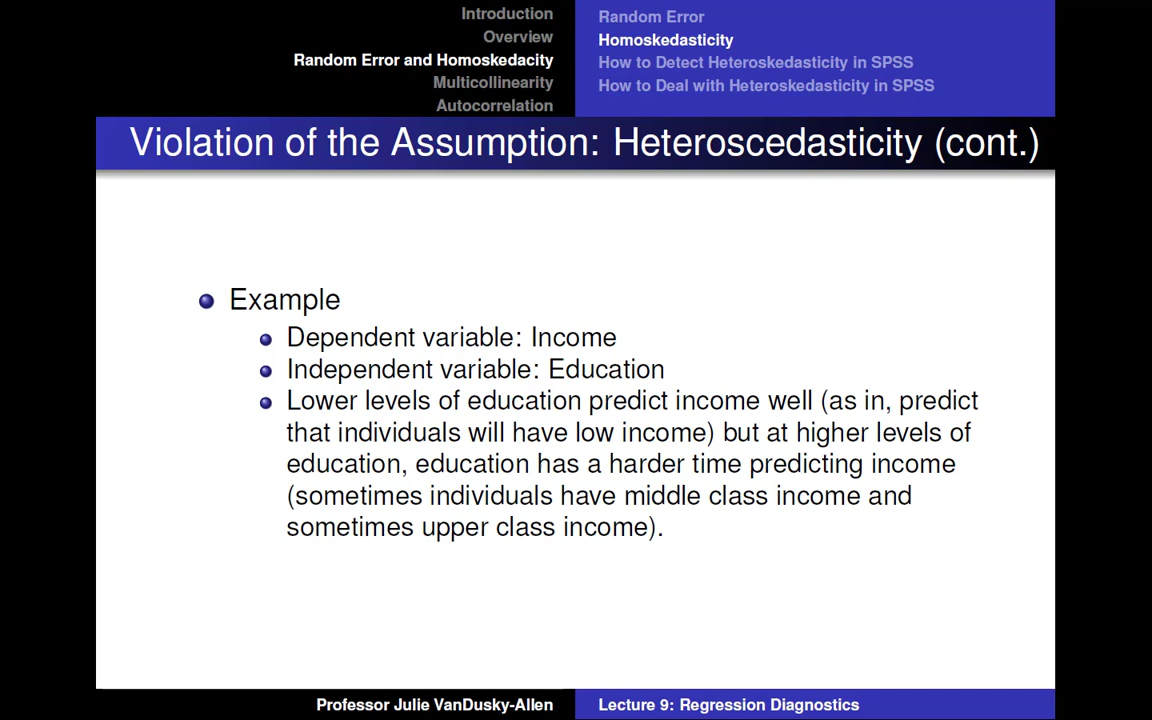 Introduction
Overview
Random Error and Homoskedacity
Multicollinearity
Autocorrelation
Random Error
Homoskedasticity
How to Detect Heteroskedasticity in SPSS
How to Deal with Heteroskedasticity in SPSS
Violation of the Assumption: Heteroscedasticity (cont.)
Example
Dependent variable: Income
Independent variable: Education
Lower levels of education predict income well (as in, predict
that individuals will have low income) but at higher levels of
education, education has a harder time predicting income
(sometimes individuals have middle class income and
sometimes upper class income).
Professor Julie VanDusky-Allen
Lecture 9: Regression Diagnostics